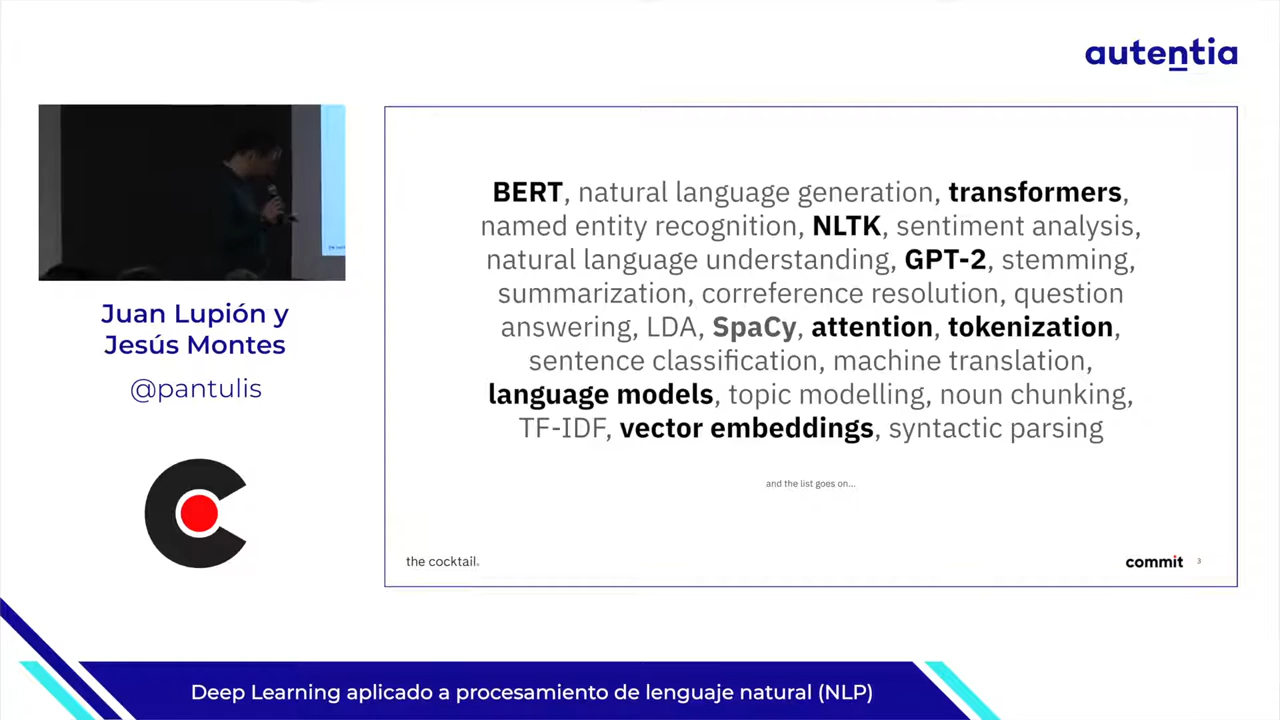 autentia
Juan Lupión y
Jesús Montes
@pantulis
BERT, natural language generation, transformers,
named entity recognition, NLTK, sentiment analysis,
natural language understanding, GPT-2, stemming,
summarization, correference resolution, question
answering, LDA, SpaCy, attention, tokenization,
sentence classification, machine translation,
language models, topic modelling, noun chunking,
TF-IDF, vector embeddings, syntactic parsing
and the list goes on...
the cocktail.
commit
3
Deep Learning aplicado a procesamiento de lenguaje natural (NLP)